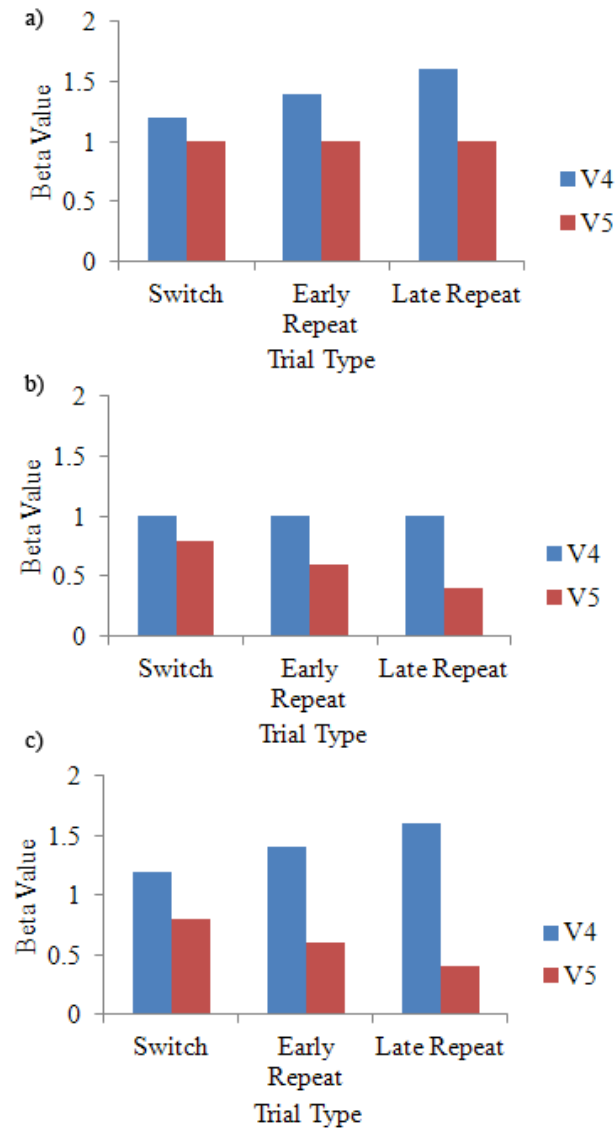 a)
2
1.5
1
0.5
0
Beta Value
Switch
Early Repeat
Late Repeat
Trial Type
V4
V5
b)
2
1.5
1
0.5
0
Beta Value
Switch
Early Repeat
Late Repeat
Trial Type
V4
V5
c)
2
1.5
1
0.5
0
Beta Value
Switch
Early Repeat
Late Repeat
Trial Type
V4
V5